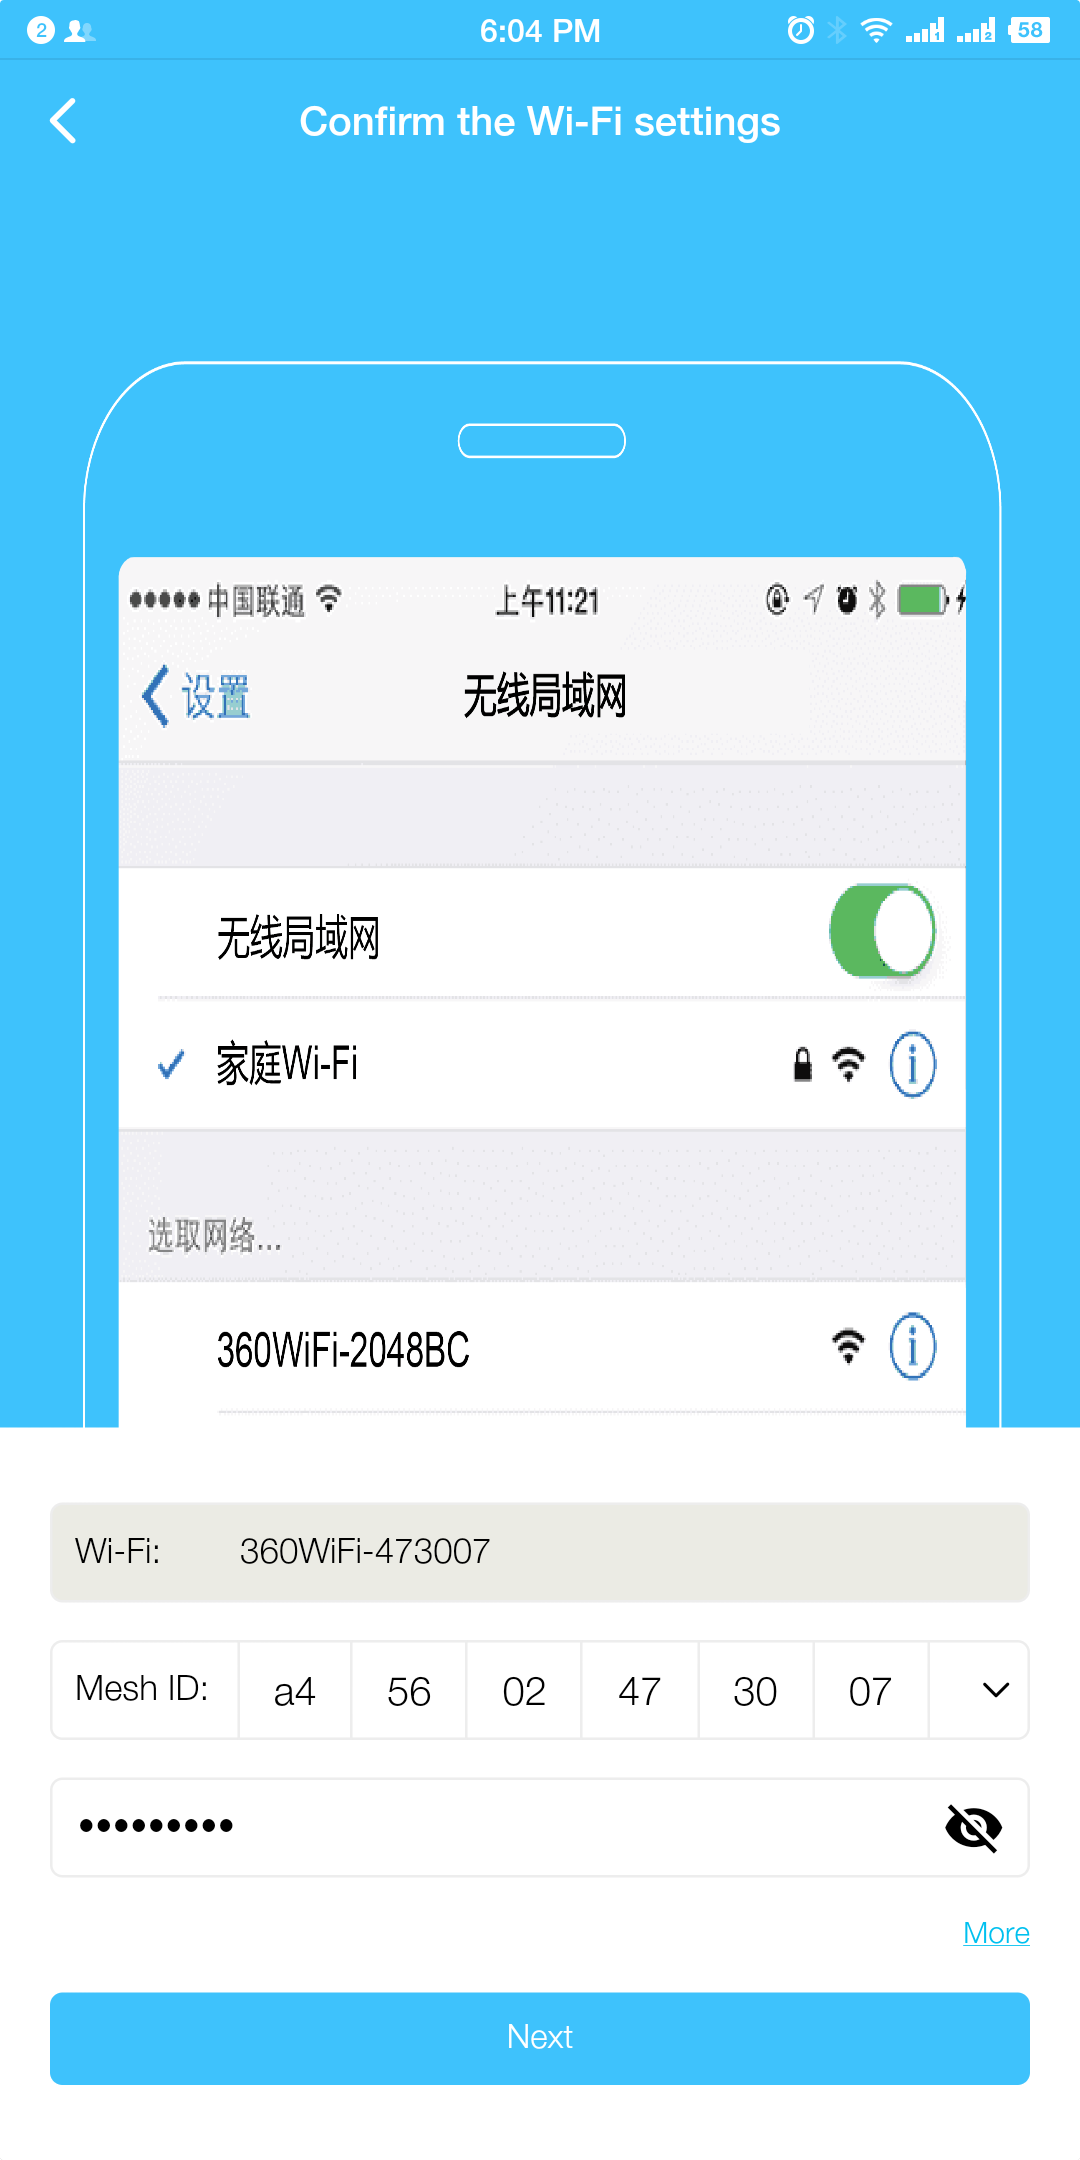 2
6:04 PM
1
2
58
Confirm the Wi-Fi settings
中国联通
上午11:21
设置
无线局域网
无线局域网
家庭Wi-Fi
选取网络...
360WiFi-2048BC
Wi-Fi: 360WiFi-473007
Mesh ID: a4 56 02 47 30 07
•••••••••
More
Next